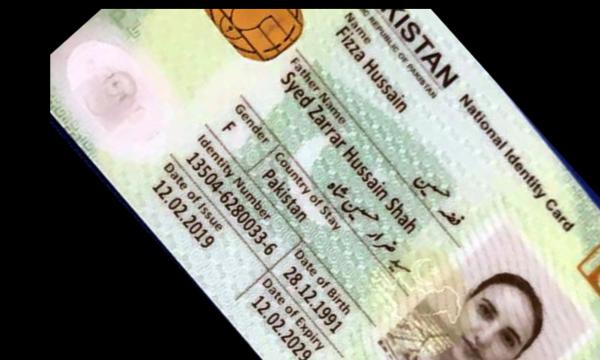 KISTAN National Identity Card
REPUBLIC OF PAKISTAN
Name
Fizza Hussain
فضہ حسین
Father Name
Syed Zarrar Hussain Shah
سید ضرار حسین شاہ
Gender Country of Stay
F Pakistan
Identity Number Date of Birth
13504-6280033-6 28.12.1991
Date of Issue Date of Expiry
12.02.2019 12.02.2029